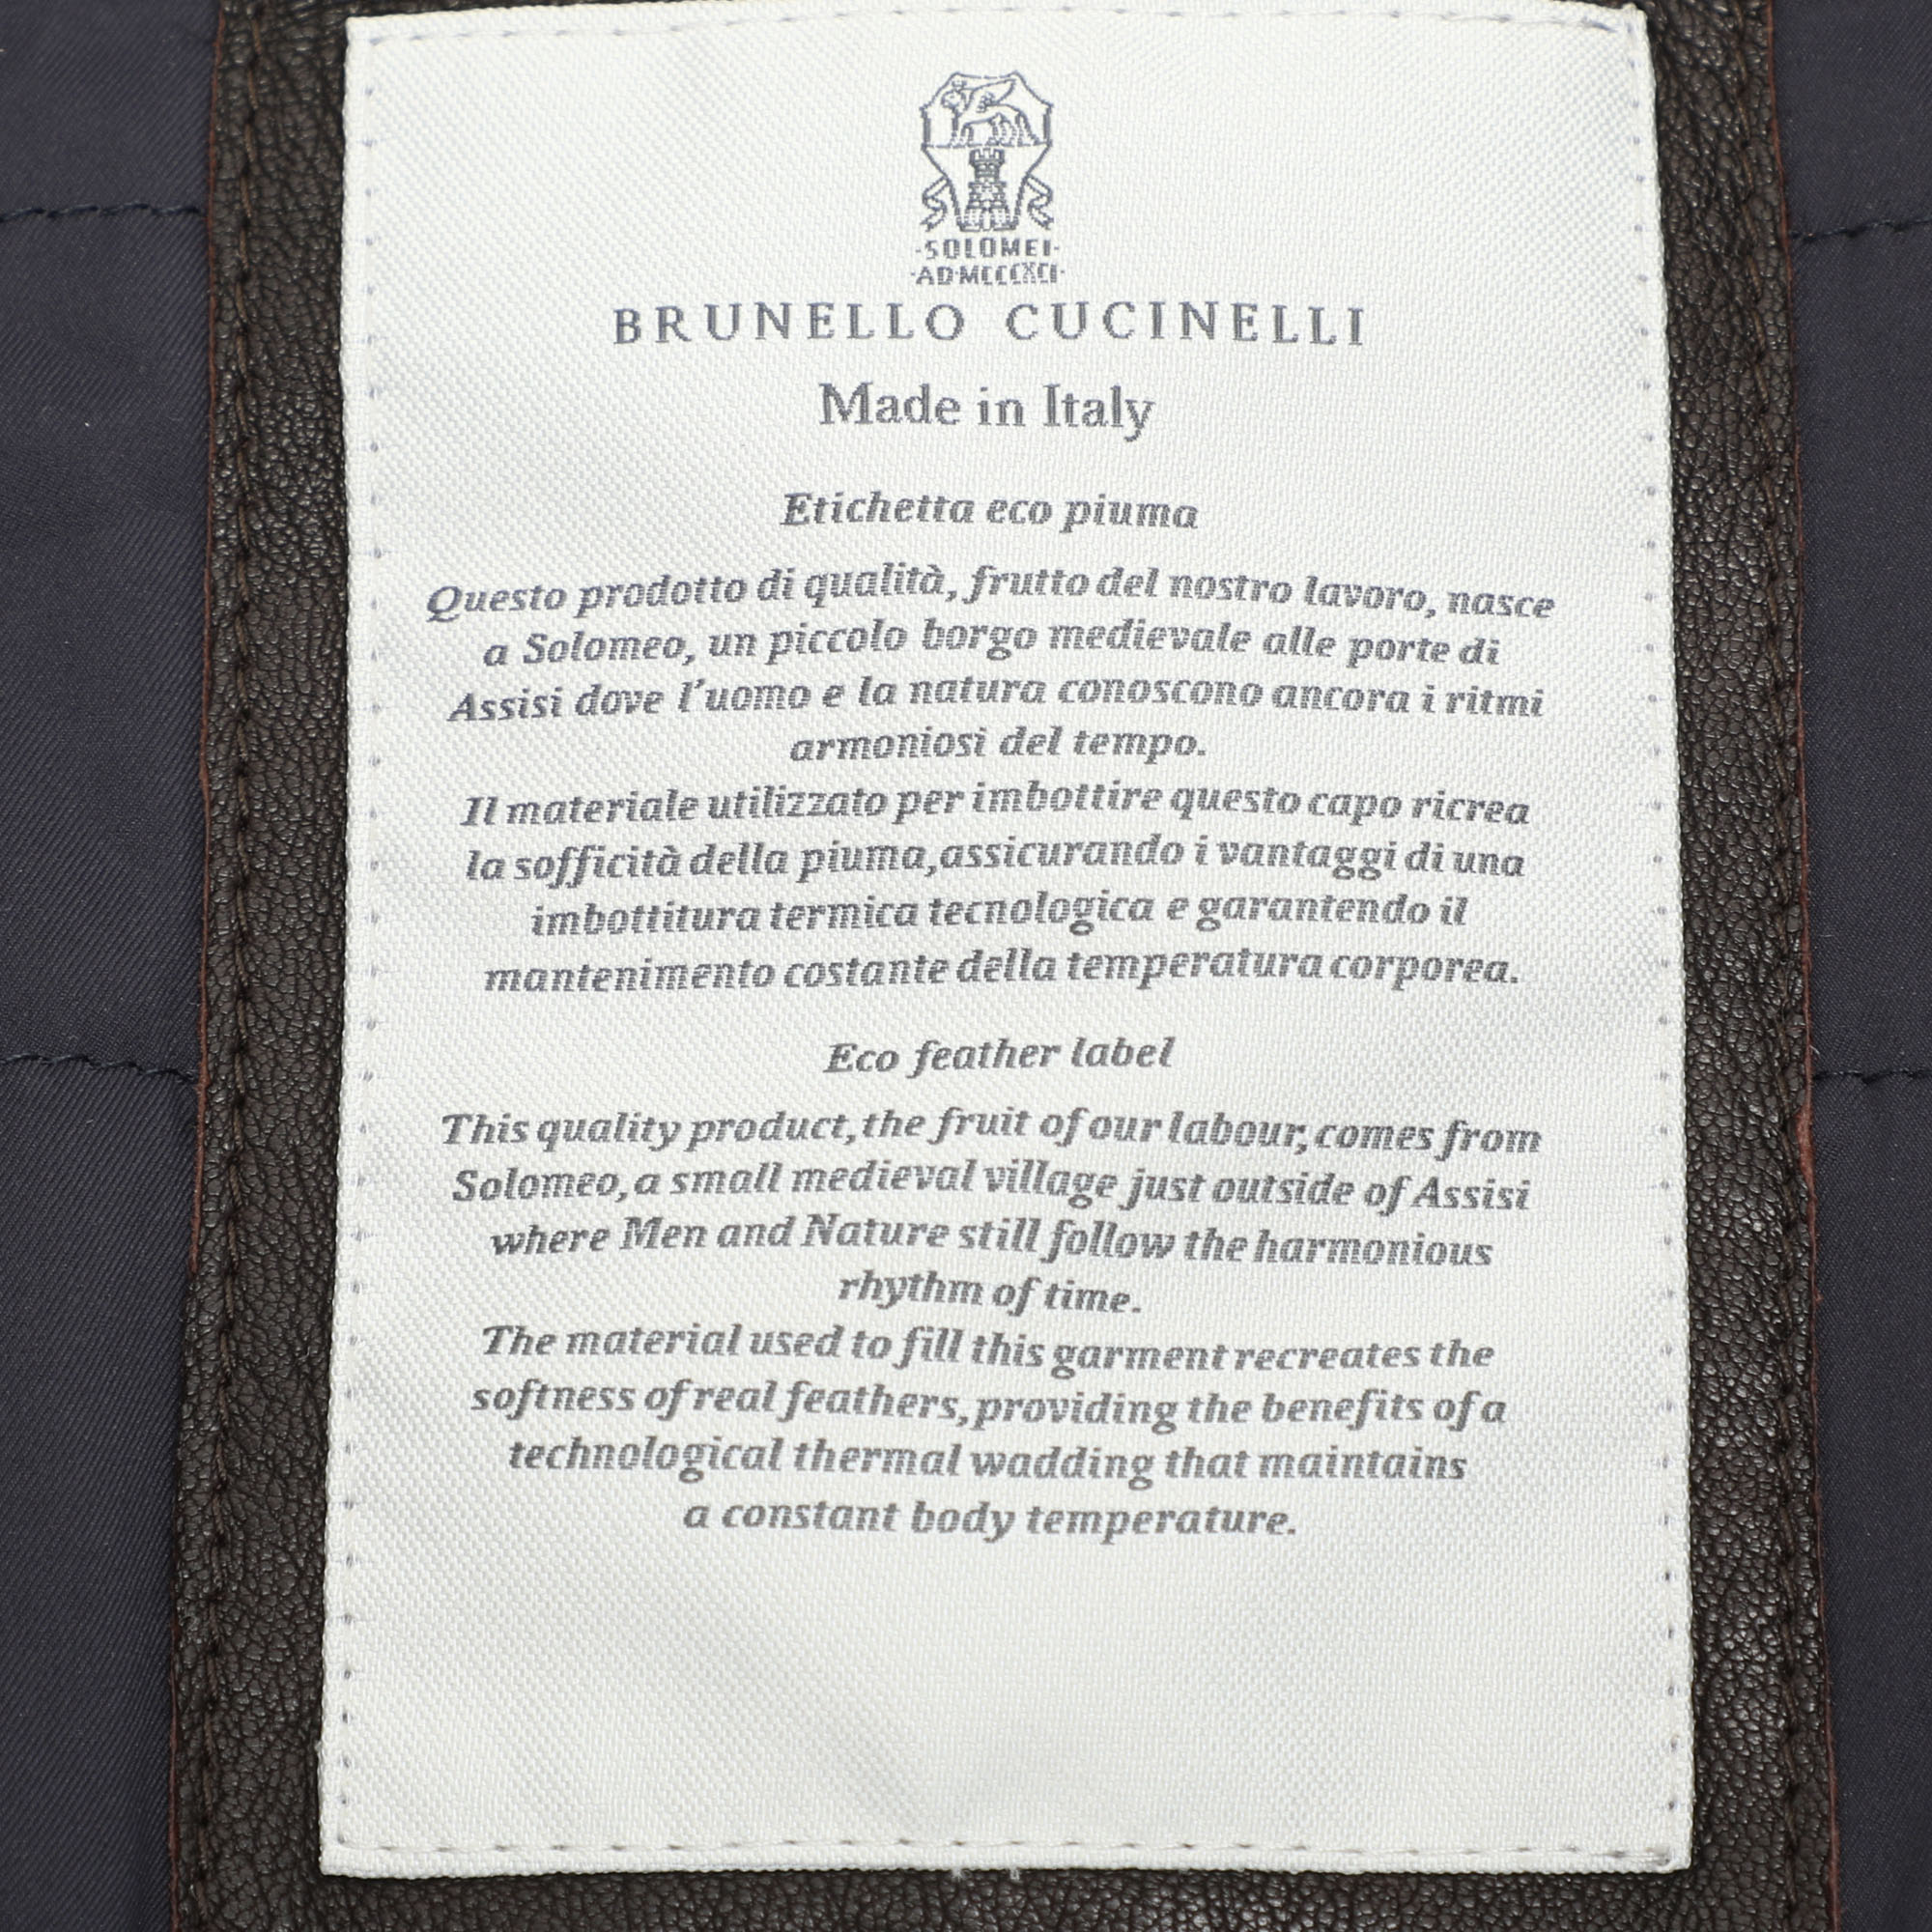 ·SOLOMEI·
·AD·MCCCXCI·
BRUNELLO CUCINELLI
Made in Italy
Etichetta eco piuma
Questo prodotto di qualità, frutto del nostro lavoro, nasce
a Solomeo, un piccolo borgo medievale alle porte di
Assisi dove l'uomo e la natura conoscono ancora i ritmi
armoniosi del tempo.
Il materiale utilizzato per imbottire questo capo ricrea
la sofficità della piuma,assicurando i vantaggi di una
imbottitura termica tecnologica e garantendo il
mantenimento costante della temperatura corporea.
Eco feather label
This quality product,the fruit of our labour,comes from
Solomeo,a small medieval village just outside of Assisi
where Men and Nature still follow the harmonious
rhythm of time.
The material used to fill this garment recreates the
softness of real feathers,providing the benefits of a
technological thermal wadding that maintains
a constant body temperature.